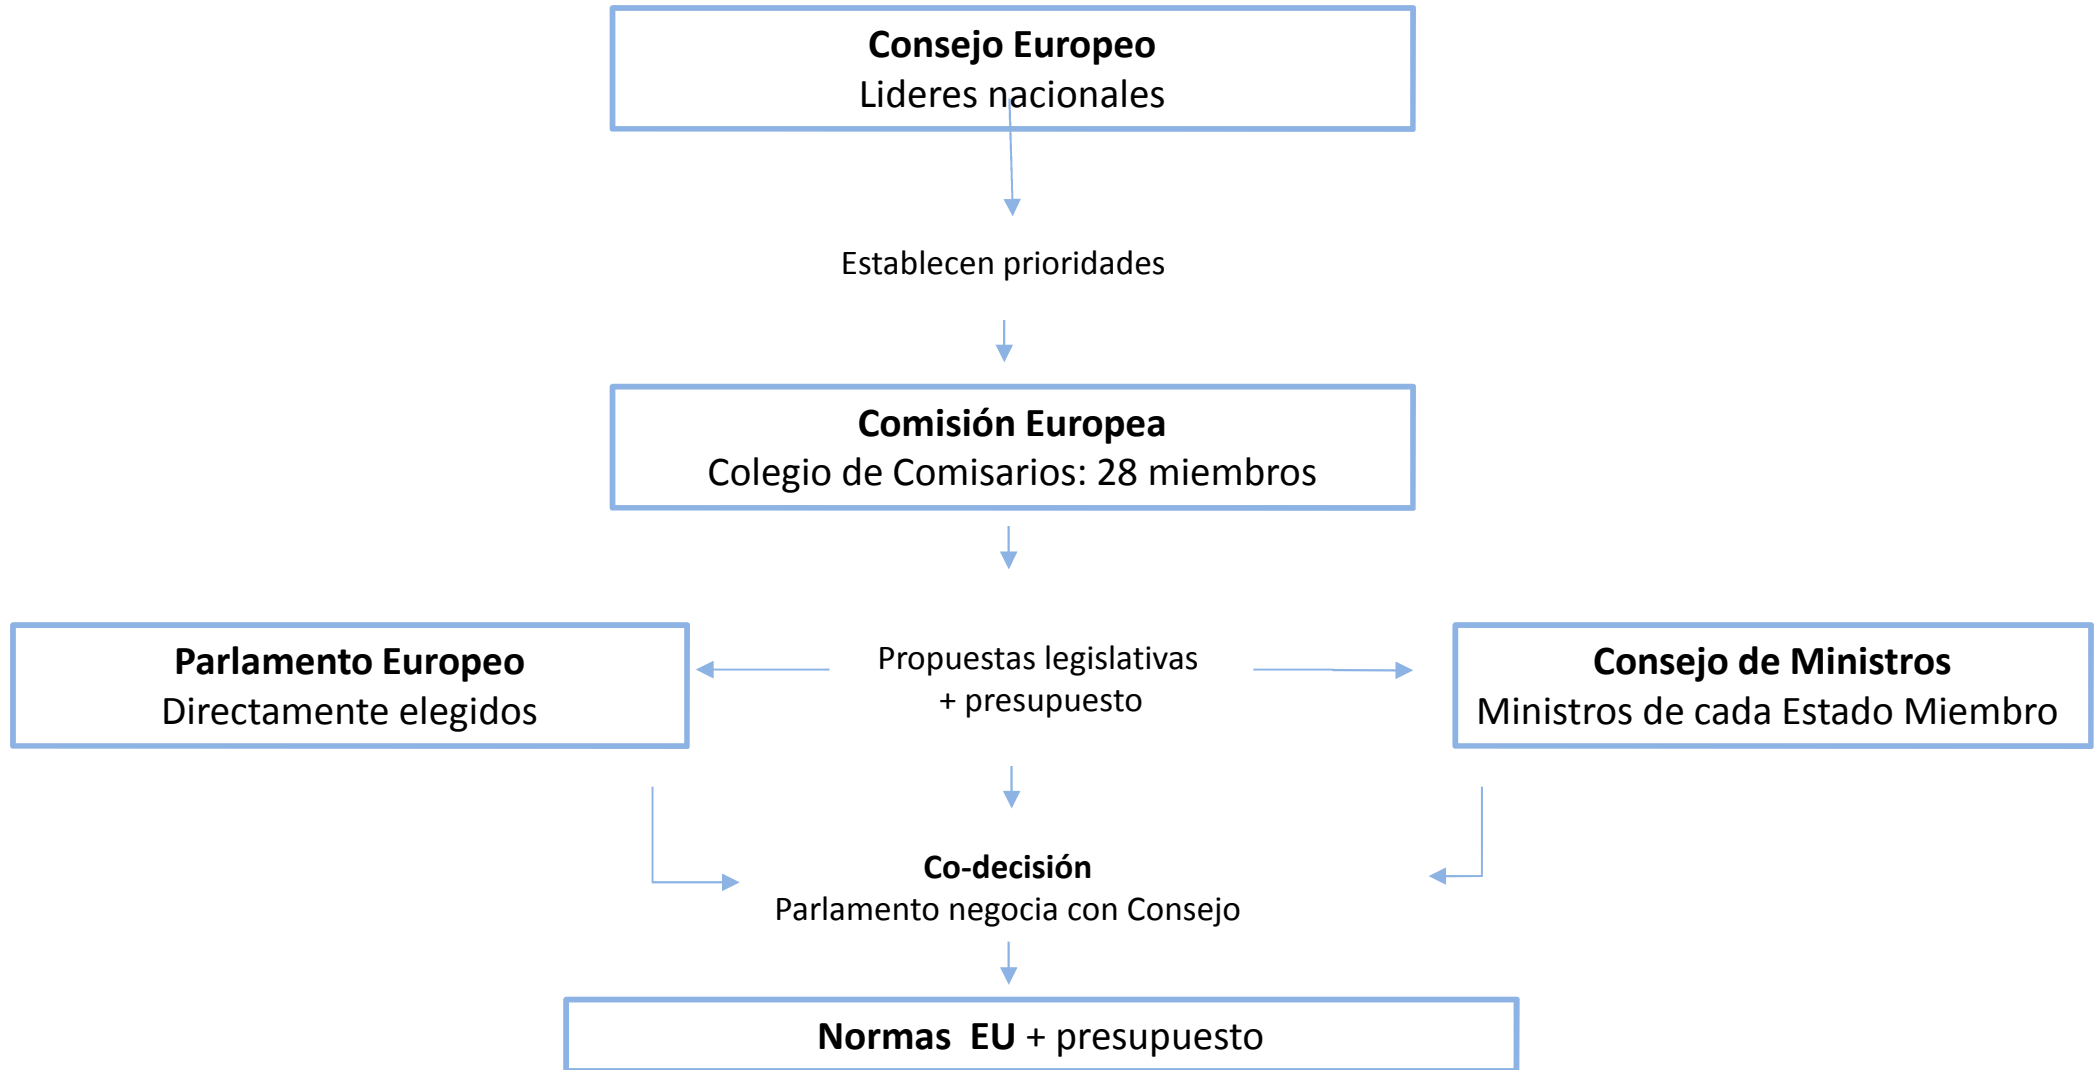 Consejo Europeo
Lideres nacionales
Establecen prioridades
Comisión Europea
Colegio de Comisarios: 28 miembros
Parlamento Europeo
Directamente elegidos
Propuestas legislativas
+ presupuesto
Consejo de Ministros
Ministros de cada Estado Miembro
Co-decisión
Parlamento negocia con Consejo
Normas  EU + presupuesto